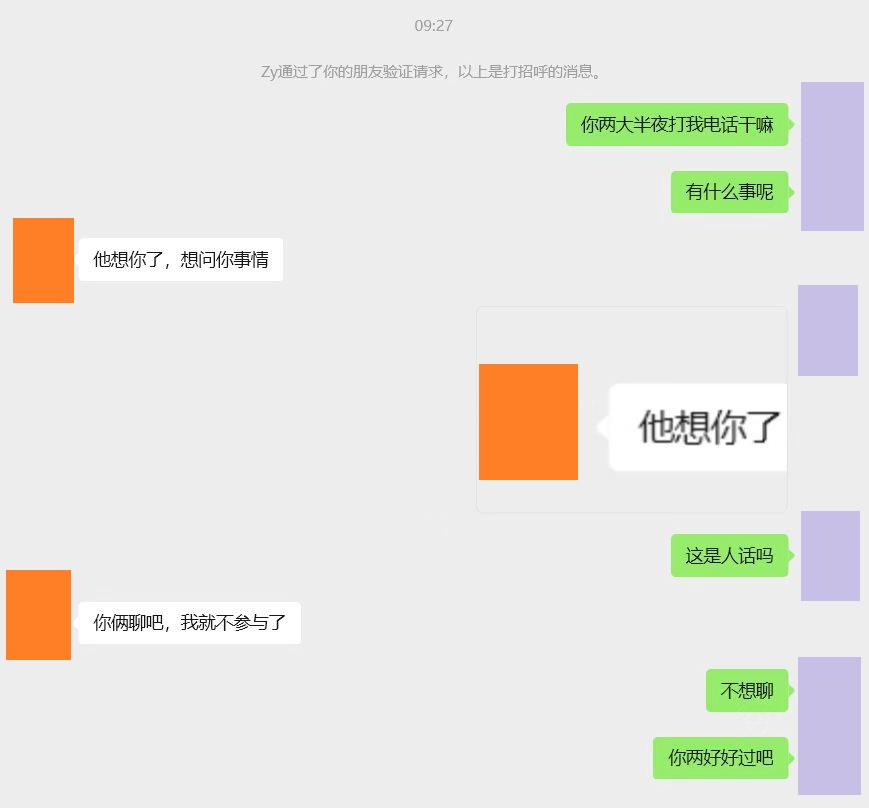 09:27
Zy通过了你的朋友验证请求，以上是打招呼的消息。
你两大半夜打我电话干嘛
有什么事呢
他想你了，想问你事情
他想你了
这是人话吗
你俩聊吧，我就不参与了
不想聊
你两好好过吧